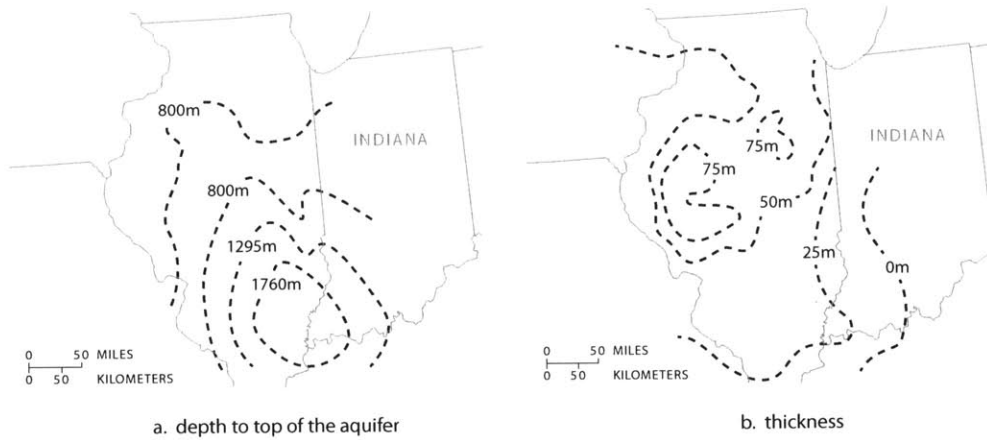 800m
INDIANA
800m
1295m
1760m
0 50 MILES
0 50 KILOMETERS
a. depth to top of the aquifer
75m
INDIANA
75m
50m
25m
0m
0 50 MILES
0 50 KILOMETERS
b. thickness